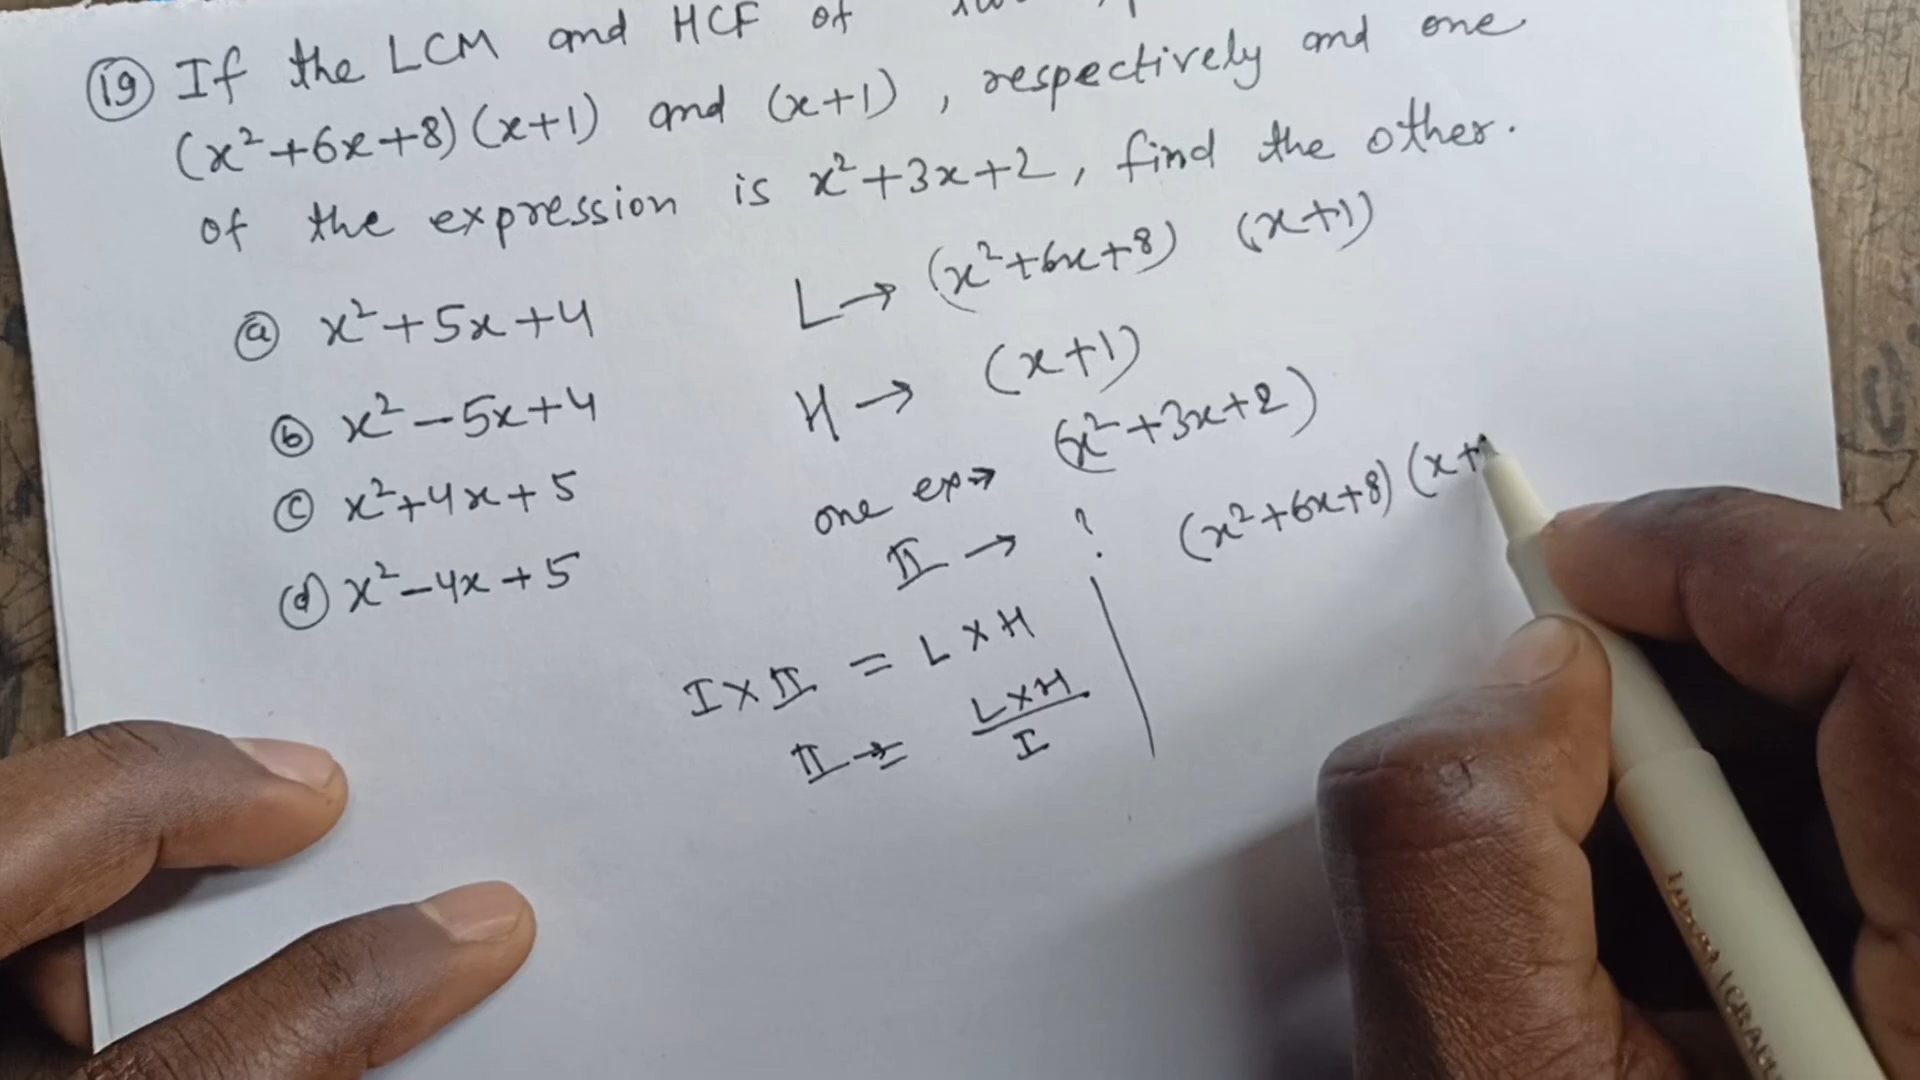 19 If the LCM and HCF of
(x²+6x+8)(x+1) and (x+1), respectively and one
of the expression is x²+3x+2, find the other.
a x²+5x+4
b x²-5x+4
c x²+4x+5
d x²-4x+5
L→ (x²+6x+8) (x+1)
H→ (x+1)
one exp→ (x²+3x+2)
II → ?
I×II = L×H
II = L×H/I
(x²+6x+8)(x+